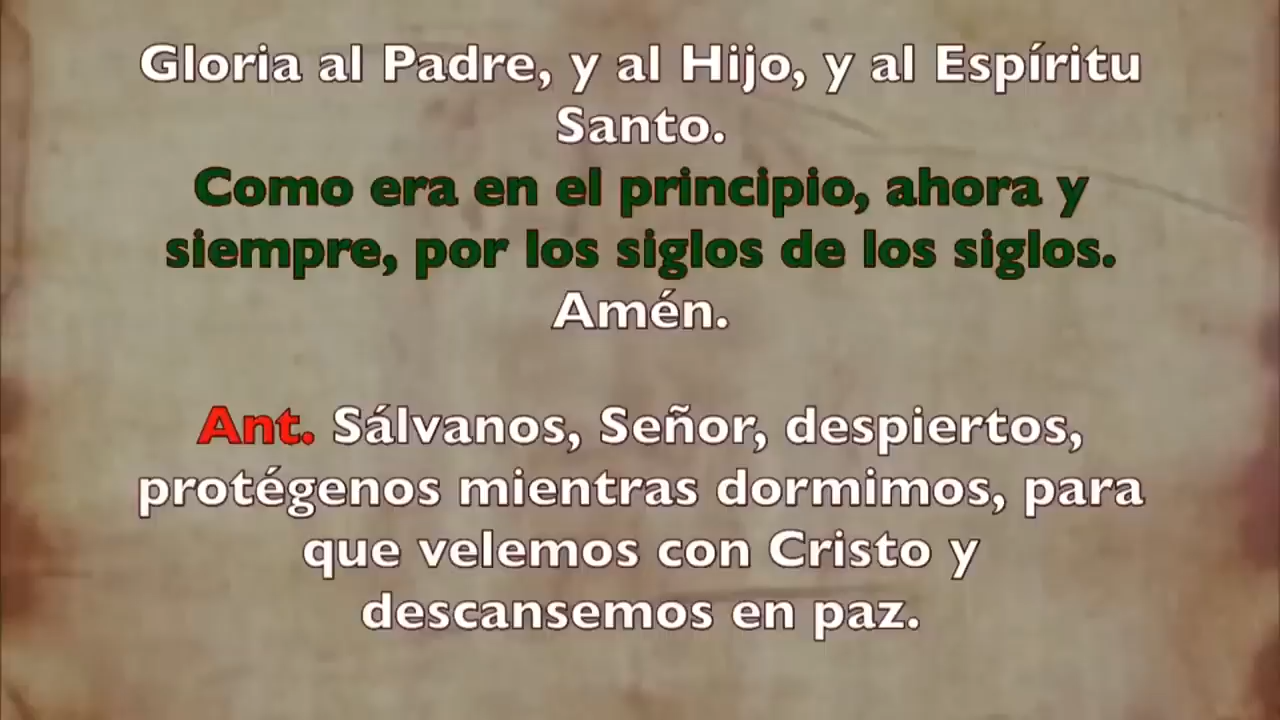 Gloria al Padre, y al Hijo, y al Espíritu
Santo.
Como era en el principio, ahora y
siempre, por los siglos de los siglos.
Amén.
Ant. Sálvanos, Señor, despiertos,
protégenos mientras dormimos, para
que velemos con Cristo y
descansemos en paz.